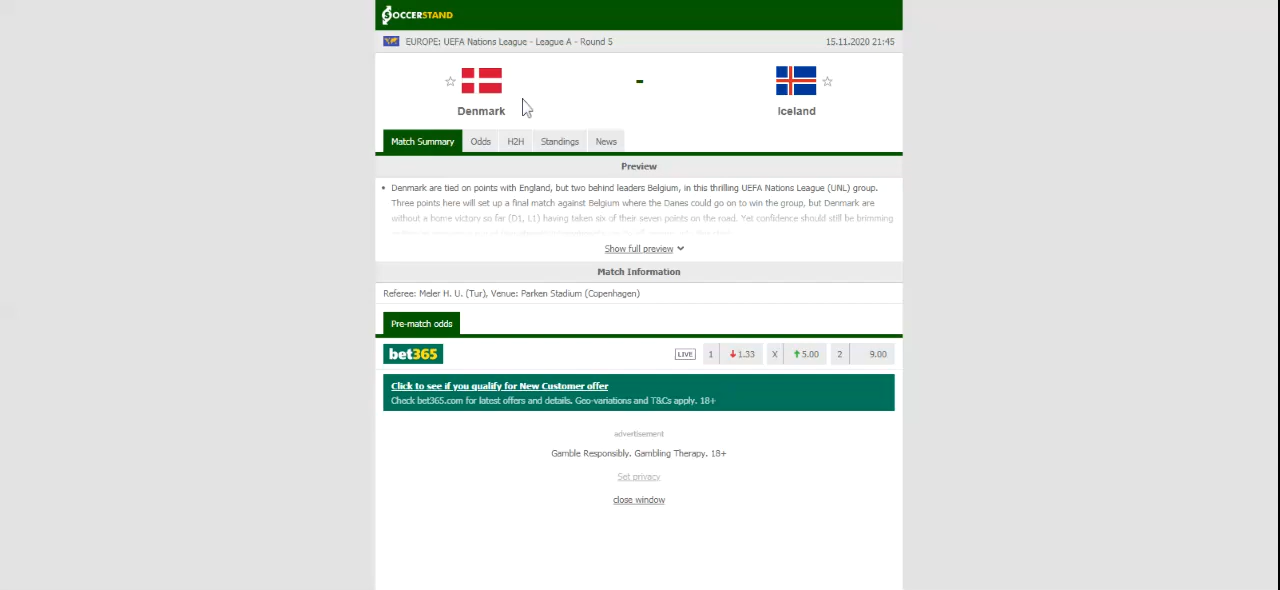 SOCCERSTAND
EUROPE: UEFA Nations League - League A - Round 5 15.11.2020 21:45
-
Denmark Iceland
Match Summary Odds H2H Standings News
Preview
• Denmark are tied on points with England, but two behind leaders Belgium, in this thrilling UEFA Nations League (UNL) group.
Three points here will set up a final match against Belgium where the Danes could go on to win the group, but Denmark are
without a home victory so far (D1, L1) having taken six of their seven points on the road. Yet confidence should still be brimming
Show full preview
Match Information
Referee: Meler H. U. (Tur), Venue: Parken Stadium (Copenhagen)
Pre-match odds
bet365 LIVE 1 1.33 X 5.00 2 9.00
Click to see if you qualify for New Customer offer
Check bet365.com for latest offers and details. Geo-variations and T&Cs apply. 18+
advertisement
Gamble Responsibly. Gambling Therapy. 18+
Set privacy
close window